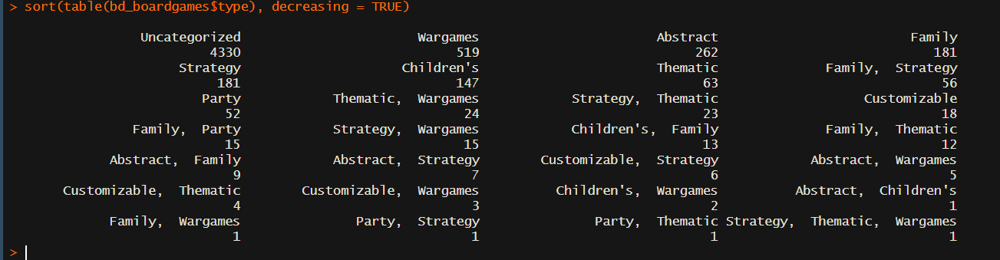 > sort(table(bd_boardgames$type), decreasing = TRUE)
Uncategorized Wargames Abstract Family
4330 519 262 181
Strategy Children's Thematic Family,  Strategy
181 147 63 56
Party Thematic,  Wargames Strategy,  Thematic Customizable
52 24 23 18
Family,  Party Strategy,  Wargames Children's,  Family Family,  Thematic
15 15 13 12
Abstract,  Family Abstract,  Strategy Customizable,  Strategy Abstract,  Wargames
9 7 6 5
Customizable,  Thematic Customizable,  Wargames Children's,  Wargames Abstract,  Children's
4 3 2 1
Family,  Wargames Party,  Strategy Party,  Thematic Strategy,  Thematic,  Wargames
1 1 1 1
>